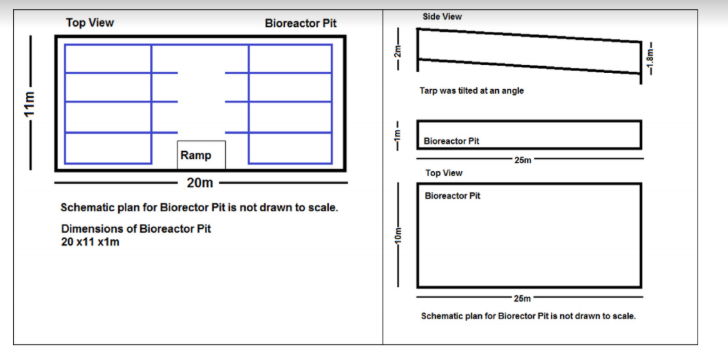 Top View
Bioreactor Pit
11m
Ramp
20m
Schematic plan for Biorector Pit is not drawn to scale.
Dimensions of Bioreactor Pit
20 x11 x1m
Side View
2m
1.8m
Tarp was tilted at an angle
1m
Bioreactor Pit
25m
Top View
Bioreactor Pit
10m
25m
Schematic plan for Biorector Pit is not drawn to scale.